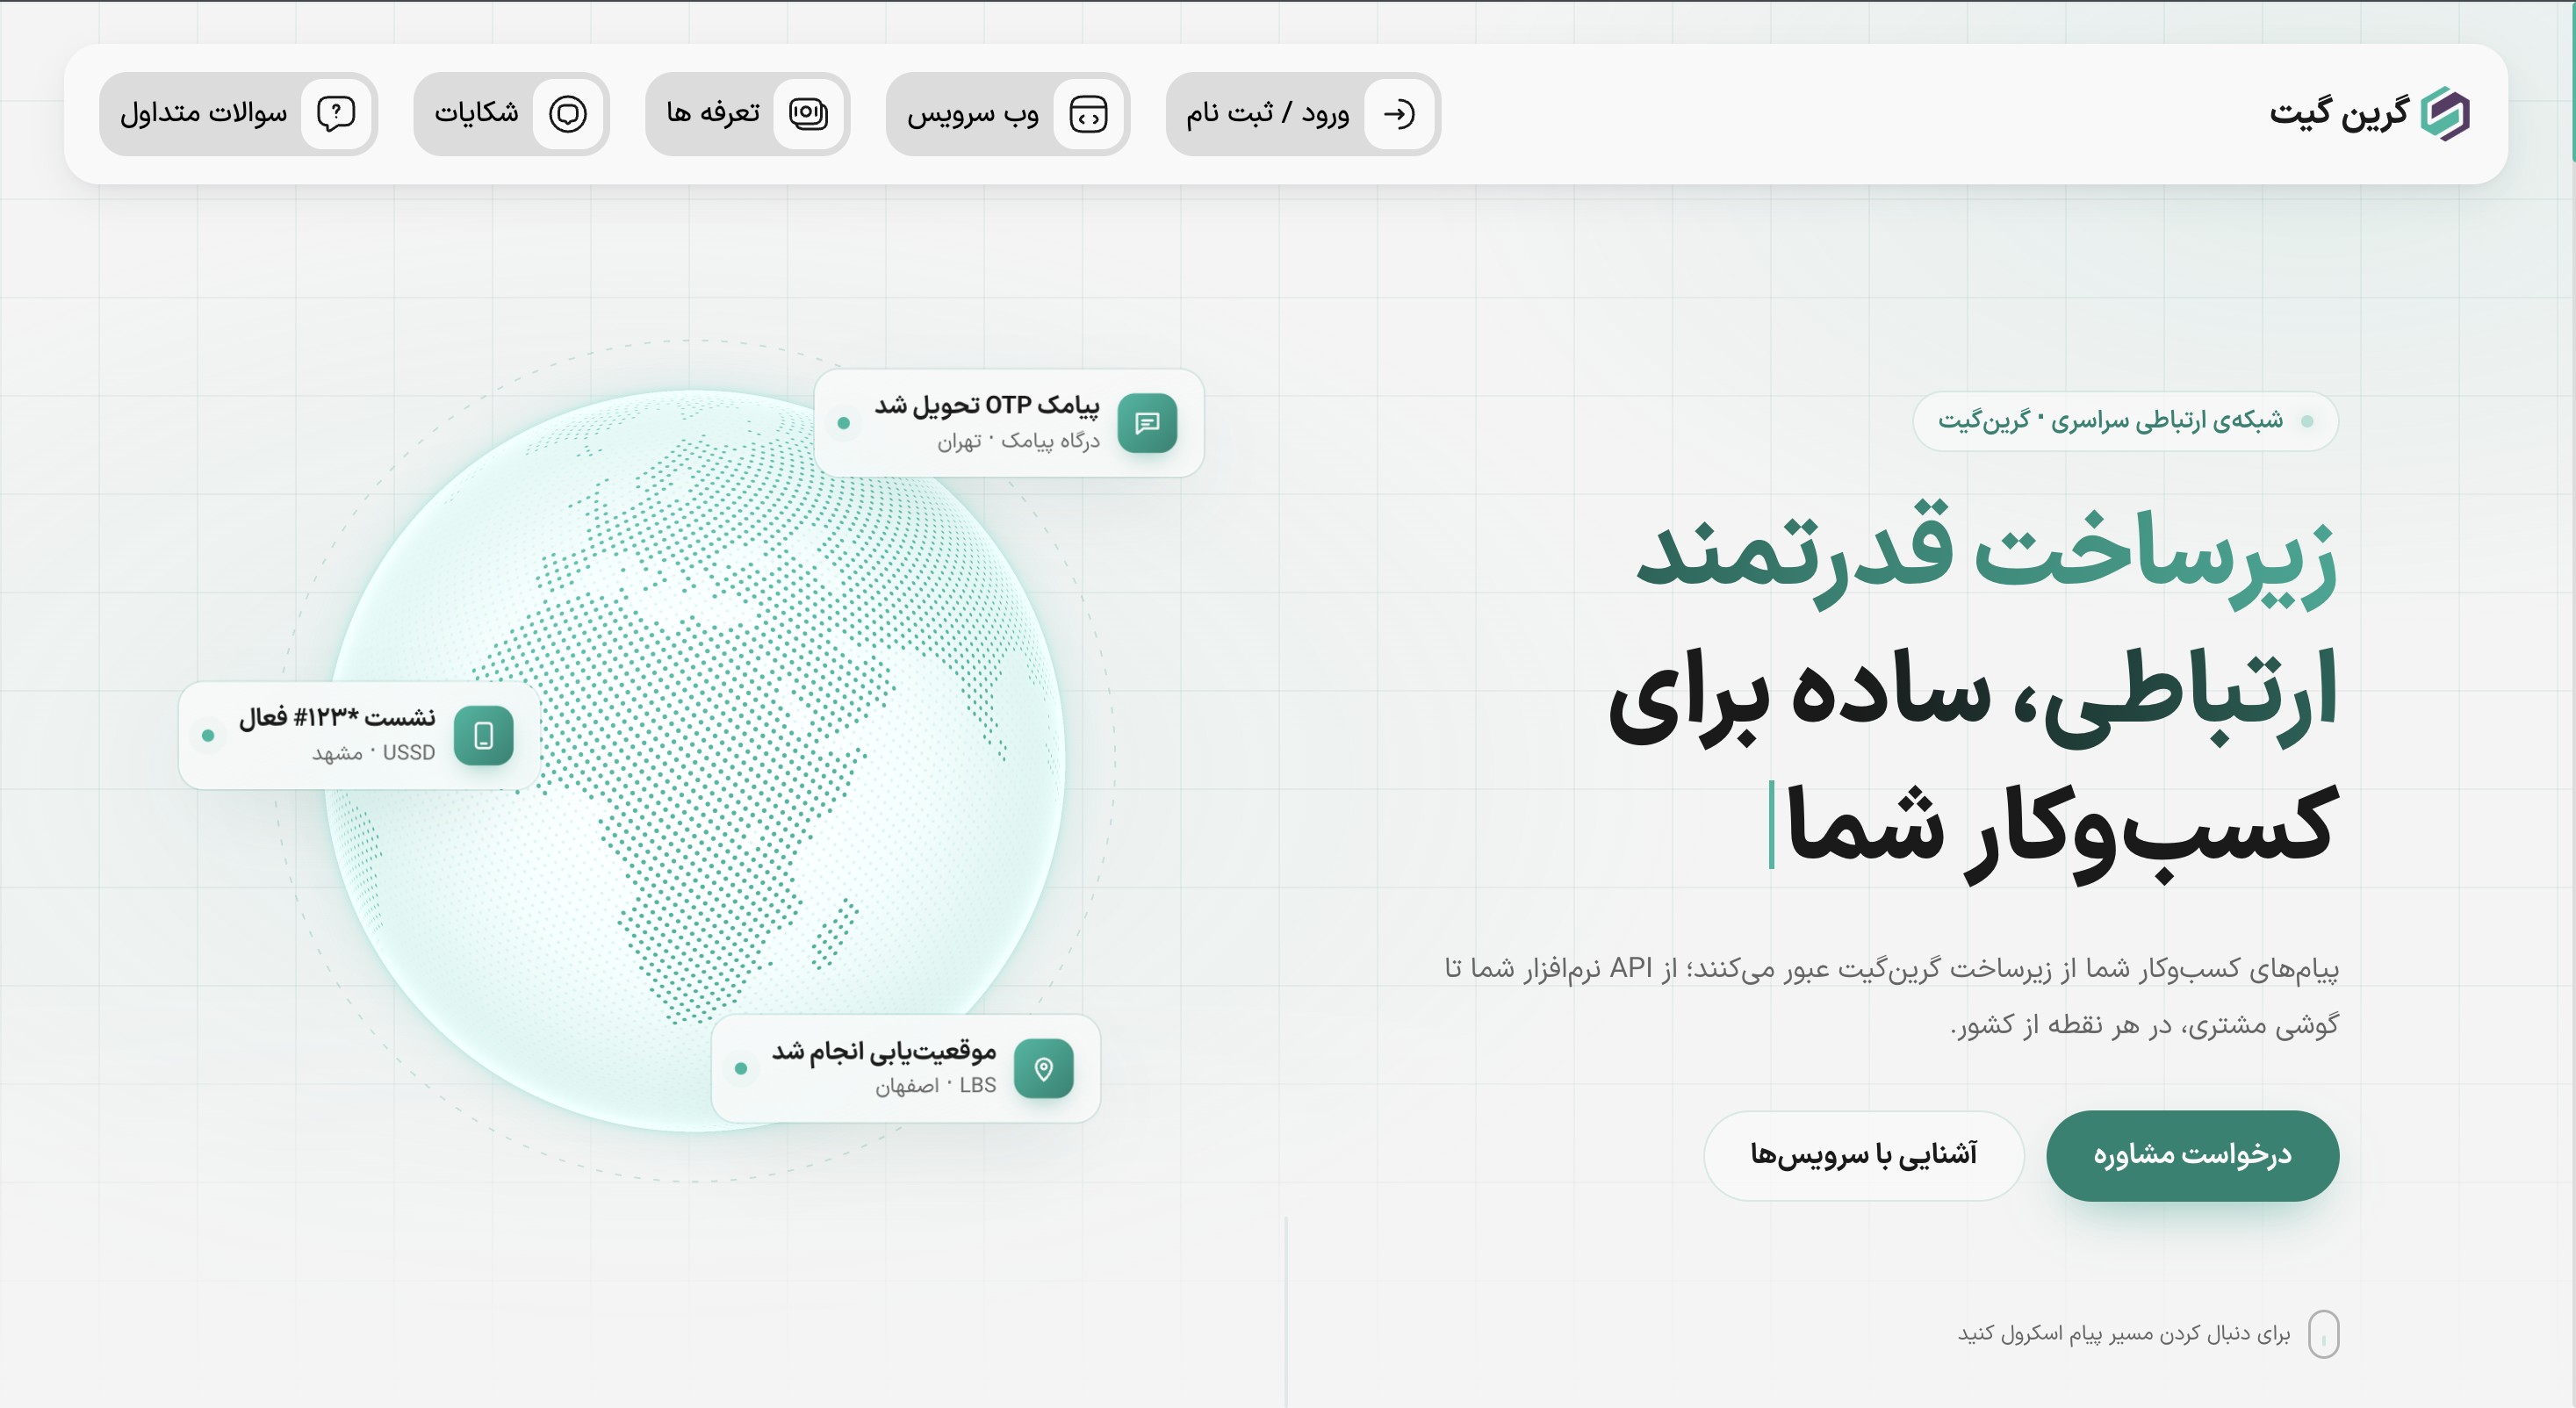 گرین گیت
ورود / ثبت نام
وب سرویس
تعرفه ها
شکایات
سوالات متداول
شبکه‌ی ارتباطی سراسری · گرین‌گیت
زیرساخت قدرتمند
ارتباطی، ساده برای
کسب‌وکار شما
پیام‌های کسب‌وکار شما از زیرساخت گرین‌گیت عبور می‌کنند؛ از API نرم‌افزار شما تا
گوشی مشتری، در هر نقطه از کشور.
درخواست مشاوره
آشنایی با سرویس‌ها
برای دنبال کردن مسیر پیام اسکرول کنید
پیامک OTP تحویل شد
درگاه پیامک · تهران
نشست *۱۲۳# فعال
USSD · مشهد
موقعیت‌یابی انجام شد
LBS · اصفهان